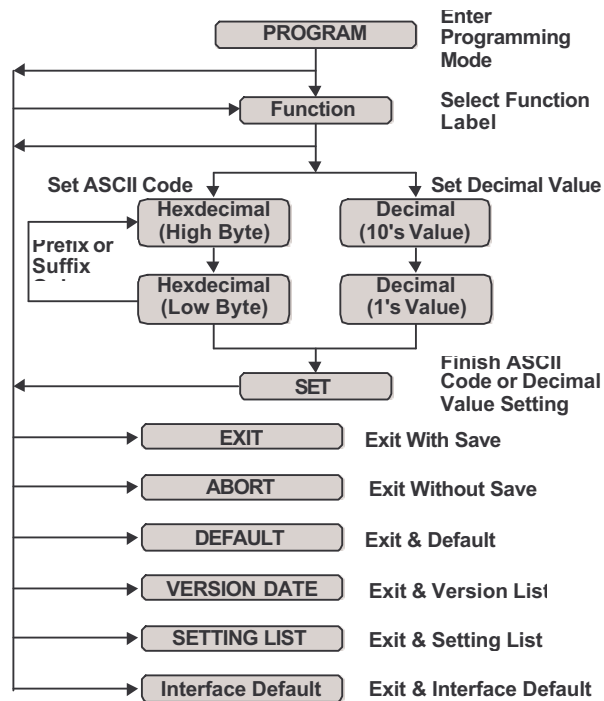 Enter
PROGRAM
Programming
Mode
Function
Select Function
Label
Set ASCII Code
Set Decimal Value
Hexdecimal
(High Byte)
Decimal
(10's Value)
Prefix or
Suffix
Hexdecimal
(Low Byte)
Decimal
(1's Value)
SET
Finish ASCII
Code or Decimal
Value Setting
EXIT
Exit With Save
ABORT
Exit Without Save
DEFAULT
Exit & Default
VERSION DATE
Exit & Version List
SETTING LIST
Exit & Setting List
Interface Default
Exit & Interface Default